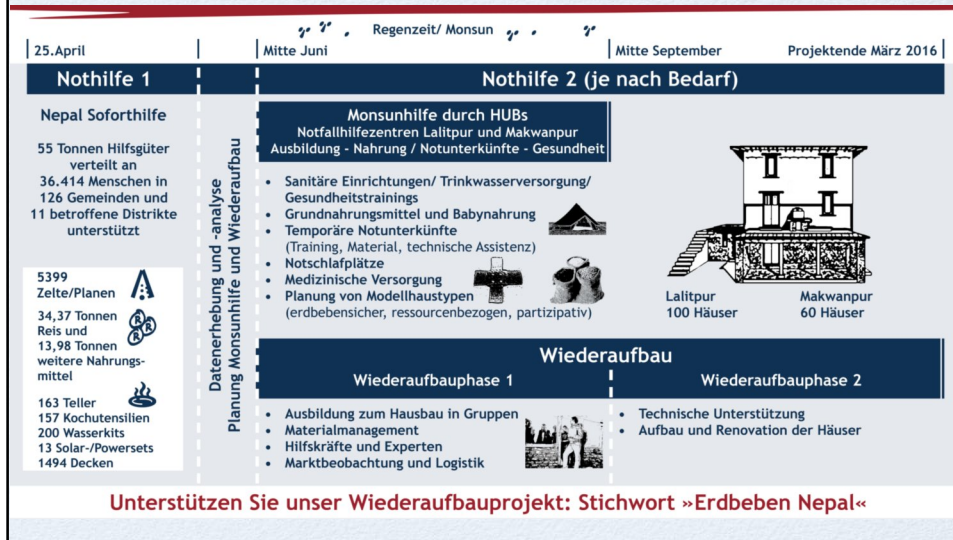 Regenzeit/ Monsun
25.April
Mitte Juni
Mitte September
Projektende März 2016
Nothilfe 1
Nothilfe 2 (je nach Bedarf)
Nepal Soforthilfe
55 Tonnen Hilfsgüter
verteilt an
36.414 Menschen in
126 Gemeinden und
11 betroffene Distrikte
unterstützt
5399
Zelte/Planen
34,37 Tonnen
Reis und
13,98 Tonnen
weitere Nahrungs-
mittel
R
R
R
163 Teller
157 Kochutensilien
200 Wasserkits
13 Solar-/Powersets
1494 Decken
Datenerhebung und -analyse
Planung Monsunhilfe und Wiederaufbau
Monsunhilfe durch HUBs
Notfallhilfezentren Lalitpur und Makwanpur
Ausbildung - Nahrung / Notunterkünfte - Gesundheit
• Sanitäre Einrichtungen/ Trinkwasserversorgung/
Gesundheitstrainings
• Grundnahrungsmittel und Babynahrung
• Temporäre Notunterkünfte
(Training, Material, technische Assistenz)
• Notschlafplätze
• Medizinische Versorgung
• Planung von Modellhaustypen
(erdbebensicher, ressourcenbezogen, partizipativ)
Lalitpur
100 Häuser
Makwanpur
60 Häuser
Wiederaufbau
Wiederaufbauphase 1
Wiederaufbauphase 2
• Ausbildung zum Hausbau in Gruppen
• Materialmanagement
• Hilfskräfte und Experten
• Marktbeobachtung und Logistik
• Technische Unterstützung
• Aufbau und Renovation der Häuser
Unterstützen Sie unser Wiederaufbauprojekt: Stichwort »Erdbeben Nepal«